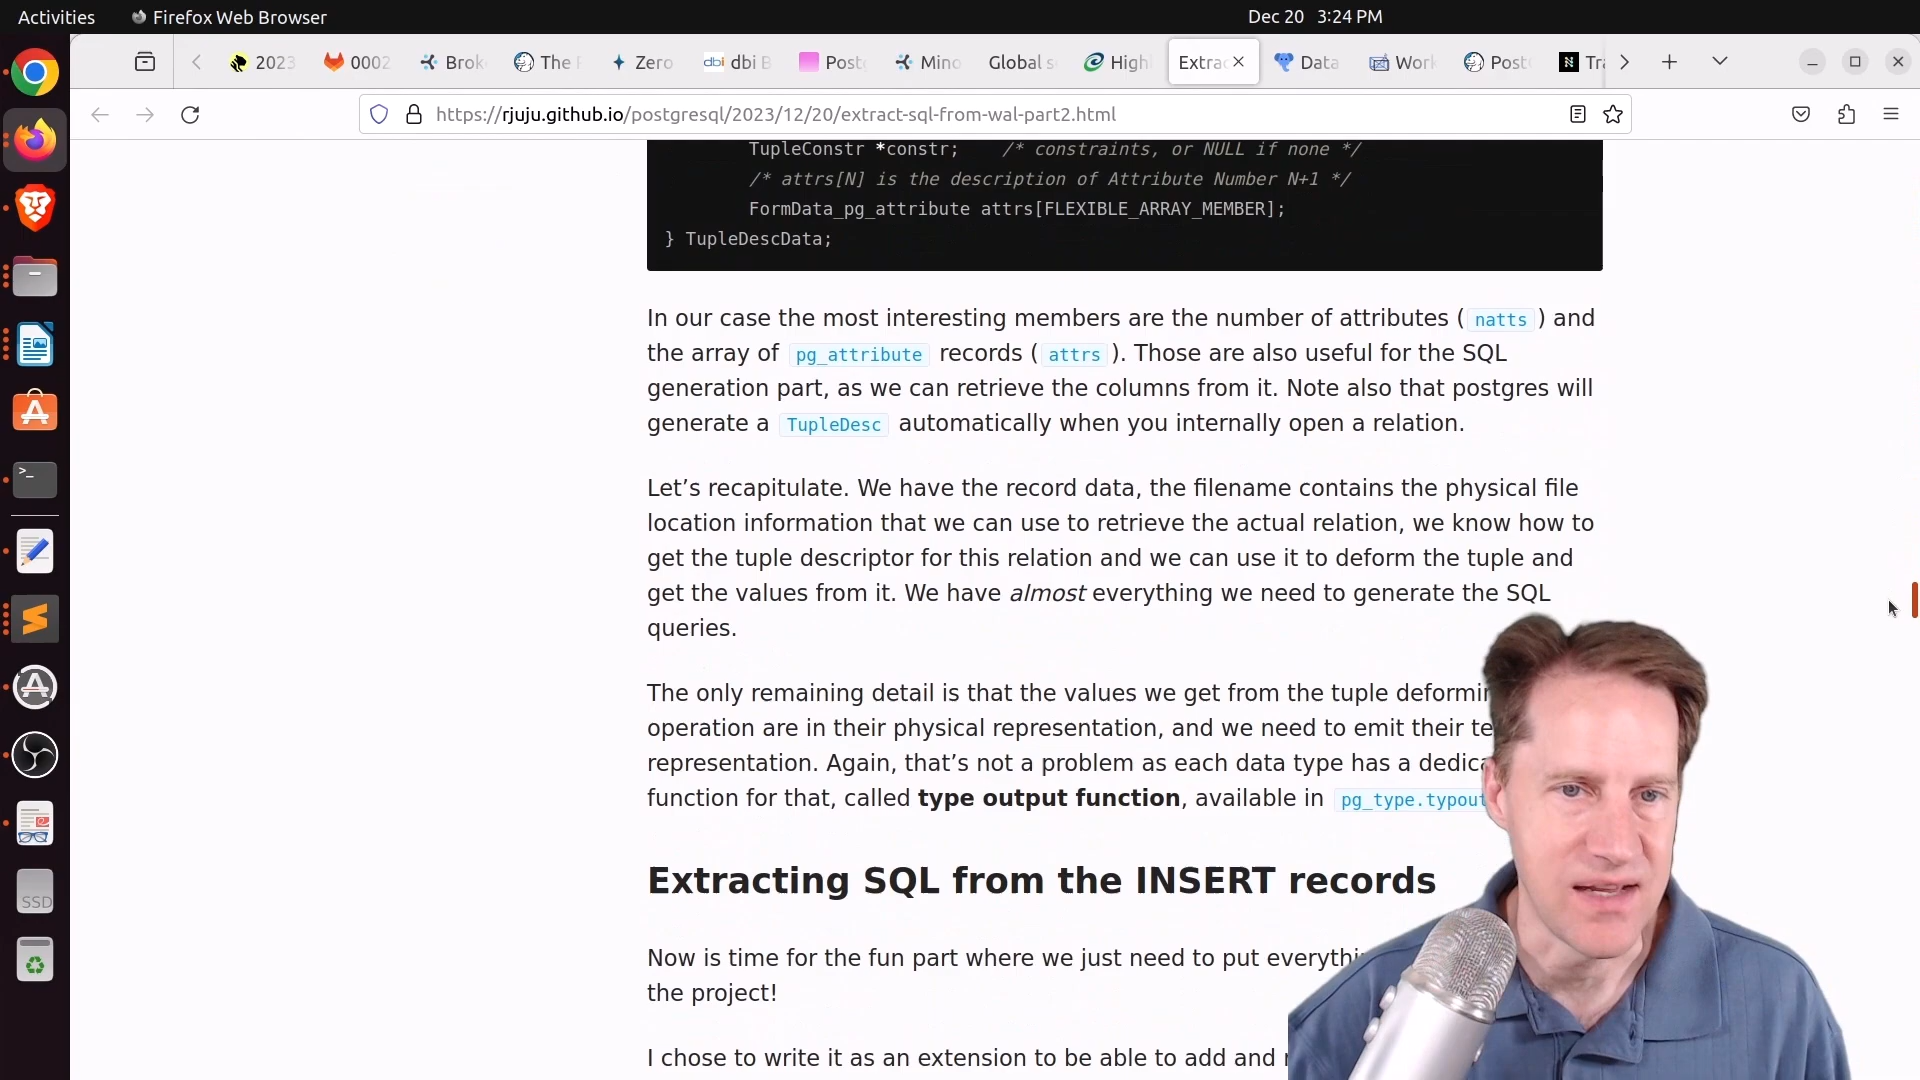 Activities Firefox Web Browser Dec 20 3:24 PM
2023 0002 Brok The Zero dbi dbi B Post Mino Global s High Extrac Data Work Post Tra
https://rjuju.github.io/postgresql/2023/12/20/extract-sql-from-wal-part2.html
TupleConstr *constr; /* constraints, or NULL if none */
/* attrs[N] is the description of Attribute Number N+1 */
FormData_pg_attribute attrs[FLEXIBLE_ARRAY_MEMBER];
} TupleDescData;
In our case the most interesting members are the number of attributes ( natts ) and
the array of pg_attribute records ( attrs ). Those are also useful for the SQL
generation part, as we can retrieve the columns from it. Note also that postgres will
generate a TupleDesc automatically when you internally open a relation.
Let’s recapitulate. We have the record data, the filename contains the physical file
location information that we can use to retrieve the actual relation, we know how to
get the tuple descriptor for this relation and we can use it to deform the tuple and
get the values from it. We have almost everything we need to generate the SQL
queries.
The only remaining detail is that the values we get from the tuple deformin
operation are in their physical representation, and we need to emit their te
representation. Again, that’s not a problem as each data type has a dedica
function for that, called type output function, available in pg_type.typout
Extracting SQL from the INSERT records
Now is time for the fun part where we just need to put everythi
the project!
I chose to write it as an extension to be able to add and
SSD